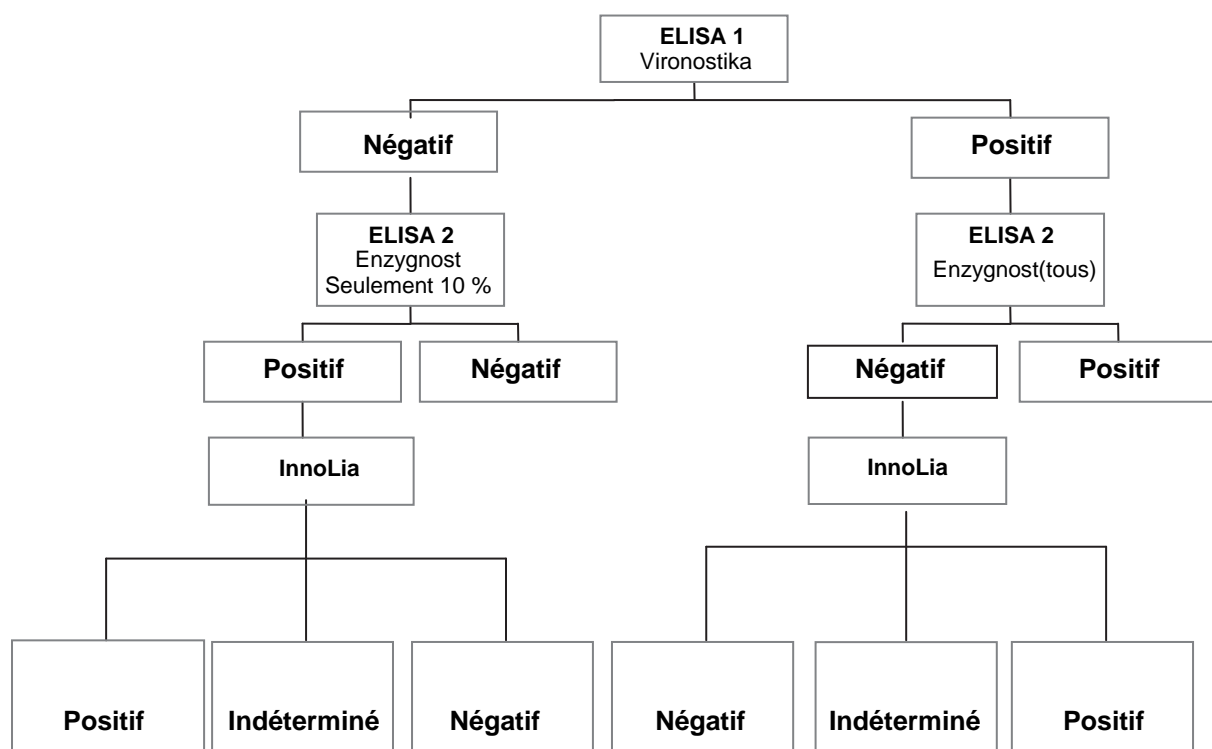 ELISA 1
Vironostika
Négatif
Positif
ELISA 2
Enzygnost
Seulement 10 %
ELISA 2
Enzygnost(tous)
Positif
Négatif
Négatif
Positif
InnoLia
InnoLia
Positif
Indéterminé
Négatif
Négatif
Indéterminé
Positif